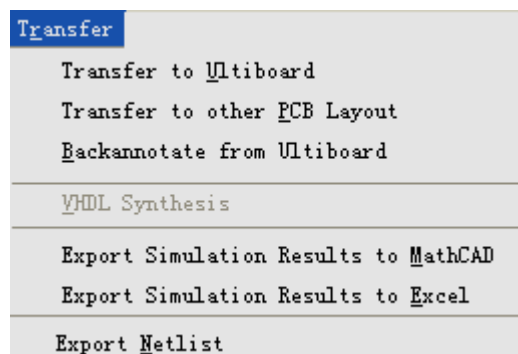 Transfer
Transfer to Ultiboard
Transfer to other PCB Layout
Backannotate from Ultiboard
VHDL Synthesis
Export Simulation Results to MathCAD
Export Simulation Results to Excel
Export Netlist